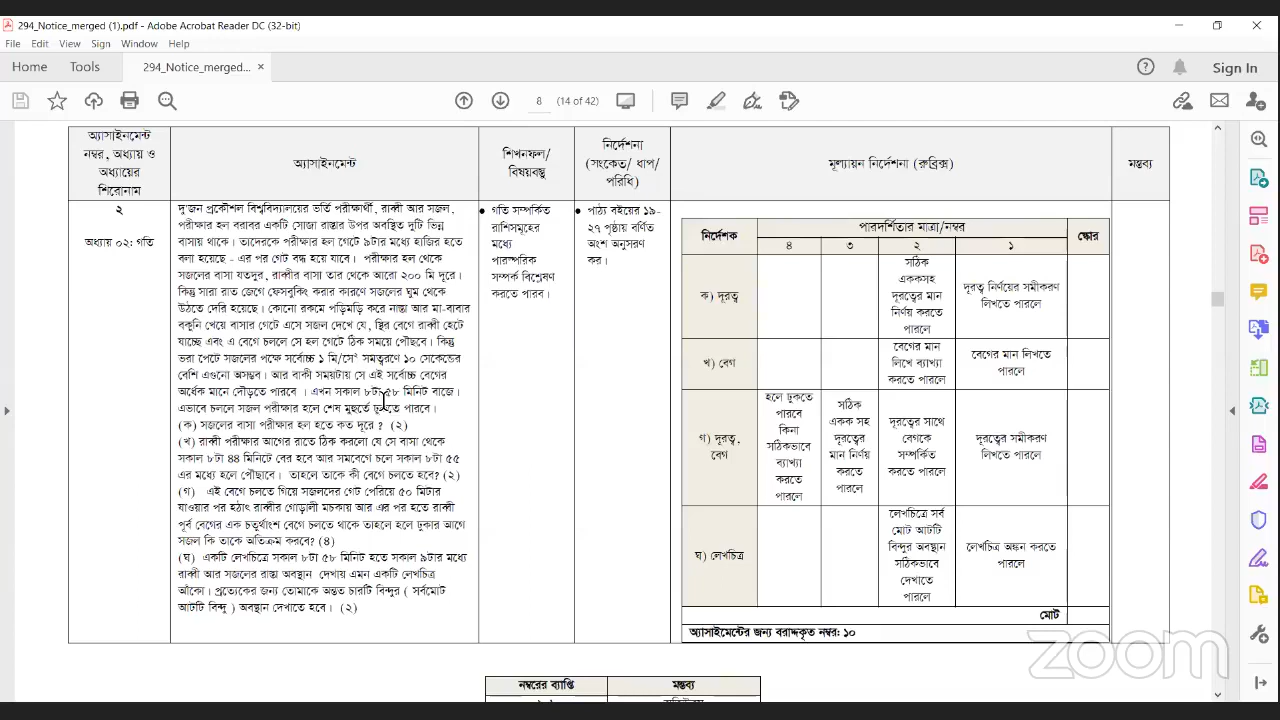 294_Notice_merged (1).pdf - Adobe Acrobat Reader DC (32-bit)
File Edit View Sign Window Help
Home Tools 294_Notice_merged... × Sign In
8 (14 of 42)
অ্যাসাইনমেন্ট
নম্বর, অধ্যায় ও
অধ্যায়ের
শিরোনাম
অ্যাসাইনমেন্ট
শিখনফল/
বিষয়বস্তু
নির্দেশনা
(সংকেত/ ধাপ/
পরিধি)
মূল্যায়ন নির্দেশনা (রুব্রিক্স)
মন্তব্য
২
অধ্যায় ০২: গতি
দু'জন প্রকৌশল বিশ্ববিদ্যালয়ের ভর্তি পরীক্ষার্থী, রাব্বী আর সজল,
পরীক্ষার হল বরাবর একটি সোজা রাস্তার উপর অবস্থিত দুটি ভিন্ন
বাসায় থাকে। তাদেরকে পরীক্ষার হল গেটে ৯টার মধ্যে হাজির হতে
বলা হয়েছে - এর পর গেট বন্ধ হয়ে যাবে। পরীক্ষার হল থেকে
সজলের বাসা যতদুর, রাব্বীর বাসা তার থেকে আরো ২০০ মি দূরে।
কিন্তু সারা রাত জেগে ফেসবুকিং করার কারণে সজলের ঘুম থেকে
উঠতে দেরি হয়েছে। কোনো রকমে পড়িমড়ি করে নাস্তা আর মা-বাবার
বকুনি খেয়ে বাসার গেটে এসে সজল দেখে যে, স্থির বেগে রাব্বী হেটে
যাচ্ছে এবং এ বেগে চললে সে হল গেটে ঠিক সময়ে পৌঁছবে। কিন্তু
ভরা পেটে সজলের পক্ষে সর্বোচ্চ ১ মি/সে² সমত্বরণে ১০ সেকেন্ডের
বেশি এগুনো অসম্ভব। আর বাকী সময়টায় সে এই সর্বোচ্চ বেগের
অর্ধেক মানে দৌড়তে পারবে । এখন সকাল ৮টা ৫৮ মিনিট বাজে।
এভাবে চললে সজল পরীক্ষার হলে শেষ মুহুর্তে ঢুকতে পারবে।
(ক) সজলের বাসা পরীক্ষার হল হতে কত দূরে ? (২)
(খ) রাব্বী পরীক্ষার আগের রাতে ঠিক করলো যে সে বাসা থেকে
সকাল ৮টা ৪৪ মিনিটে বের হবে আর সমবেগে চলে সকাল ৮টা ৫৫
এর মধ্যে হলে পৌঁছাবে। তাহলে তাকে কী বেগে চলতে হবে? (২)
(গ) এই বেগে চলতে গিয়ে সজলদের গেট পেরিয়ে ৫০ মিটার
যাওয়ার পর হঠাৎ রাব্বীর গোড়ালী মচকায় আর এর পর হতে রাব্বী
পূর্ব বেগের এক চতুর্থাংশ বেগে চলতে থাকে তাহলে হলে ঢুকার আগে
সজল কি তাকে অতিক্রম করবে? (৪)
(ঘ) একটি লেখচিত্রে সকাল ৮টা ৫৮ মিনিট হতে সকাল ৯টার মধ্যে
রাব্বী আর সজলের রাস্তা অবস্থান দেখায় এমন একটি লেখচিত্র
আঁকো। প্রত্যেকের জন্য তোমাকে অন্তত চারটি বিন্দুর ( সর্বমোট
আটটি বিন্দু ) অবস্থান দেখাতে হবে। (২)
● গতি সম্পর্কিত
রাশিসমূহের
মধ্যে
পারস্পরিক
সম্পর্ক বিশ্লেষণ
করতে পারব।
● পাঠ্য বইয়ের ১৯-
২৭ পৃষ্ঠায় বর্ণিত
অংশ অনুসরণ
কর।
নির্দেশক
পারদর্শিতার মাত্রা/নম্বর
স্কোর
৪ ৩ ২ ১
ক) দূরত্ব
সঠিক
এককসহ
দূরত্বের মান
নির্ণয় করতে
পারলে
দূরত্ব নির্ণয়ের সমীকরণ
লিখতে পারলে
খ) বেগ
বেগের মান
লিখে ব্যাখ্যা
করতে পারলে
বেগের মান লিখতে
পারলে
গ) দূরত্ব,
বেগ
হলে ঢুকতে
পারবে
কিনা
সঠিকভাবে
ব্যাখ্যা
করতে
পারলে
সঠিক
একক সহ
দূরত্বের
মান নির্ণয়
করতে
পারলে
দূরত্বের সাথে
বেগকে
সম্পর্কিত
করতে পারলে
দূরত্বের সমীকরণ
লিখতে পারলে
ঘ) লেখচিত্র
লেখচিত্রে সর্ব
মোট আটটি
বিন্দুর অবস্থান
সঠিকভাবে
দেখাতে
পারলে
লেখচিত্র অঙ্কন করতে
পারলে
মোট
অ্যাসাইমেন্টের জন্য বরাদ্দকৃত নম্বর: ১০
নম্বরের ব্যাপ্তি মন্তব্য
zoom